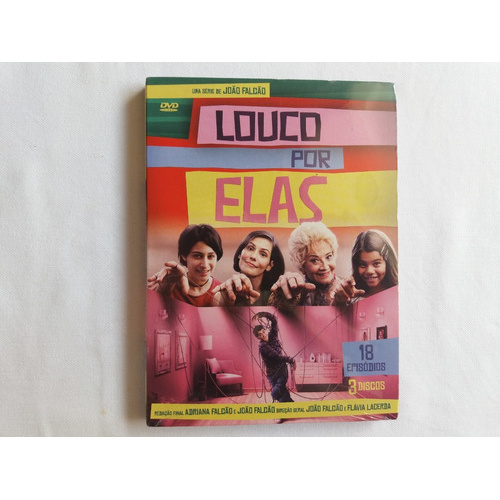 UMA SÉRIE DE JOÃO FALCÃO
DVD
LOUCO
POR
ELAS
18
EPISÓDIOS
3 DISCOS
REDAÇÃO FINAL ADRIANA FALCÃO E JOÃO FALCÃO DIREÇÃO GERAL JOÃO FALCÃO E FLÁVIA LACERDA